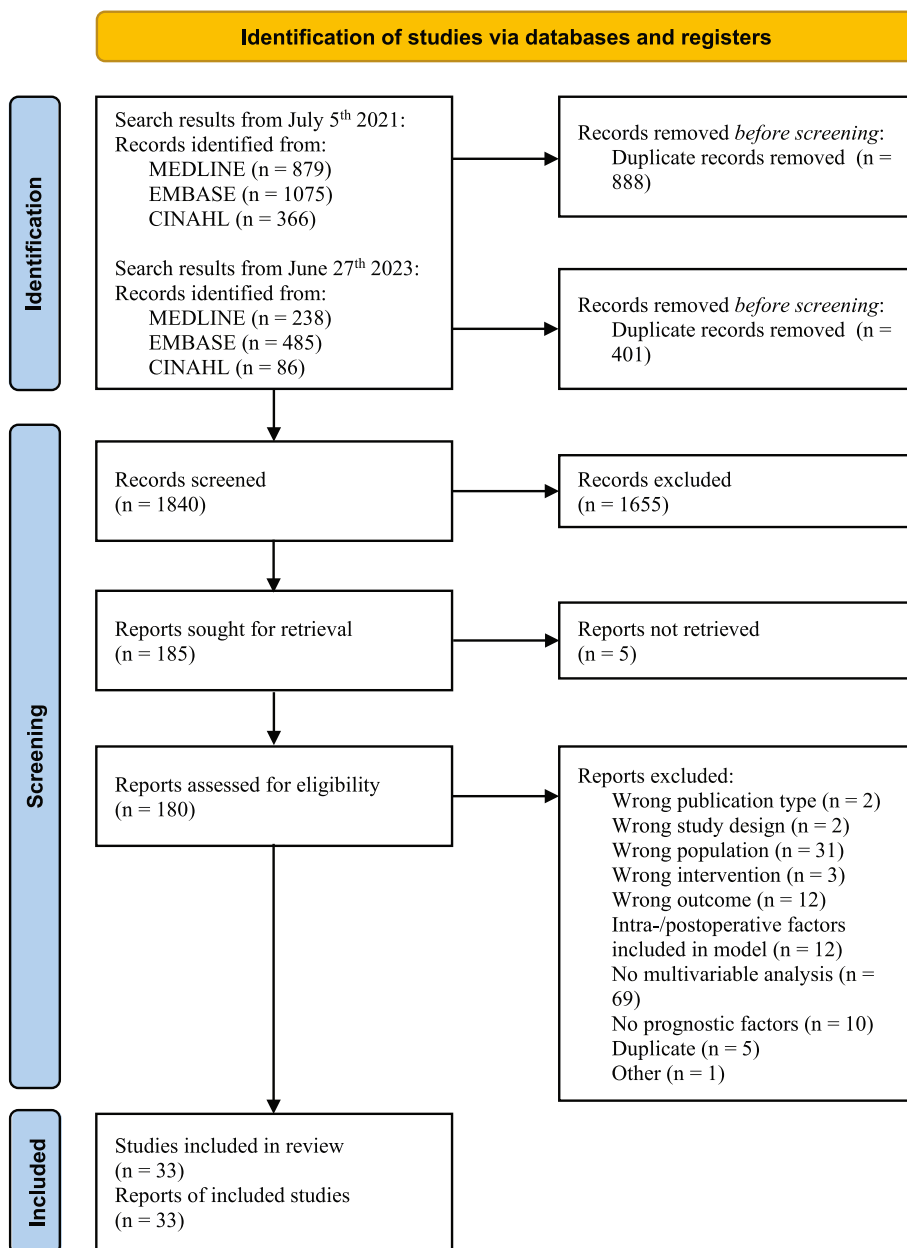 Identification of studies via databases and registers
Identification
Search results from July 5th 2021:
Records identified from:
MEDLINE (n = 879)
EMBASE (n = 1075)
CINAHL (n = 366)
Search results from June 27th 2023:
Records identified from:
MEDLINE (n = 238)
EMBASE (n = 485)
CINAHL (n = 86)
Records removed before screening:
Duplicate records removed (n =
888)
Records removed before screening:
Duplicate records removed (n =
401)
Screening
Records screened
(n = 1840)
Records excluded
(n = 1655)
Reports sought for retrieval
(n = 185)
Reports not retrieved
(n = 5)
Reports assessed for eligibility
(n = 180)
Reports excluded:
Wrong publication type (n = 2)
Wrong study design (n = 2)
Wrong population (n = 31)
Wrong intervention (n = 3)
Wrong outcome (n = 12)
Intra-/postoperative factors
included in model (n = 12)
No multivariable analysis (n =
69)
No prognostic factors (n = 10)
Duplicate (n = 5)
Other (n = 1)
Included
Studies included in review
(n = 33)
Reports of included studies
(n = 33)